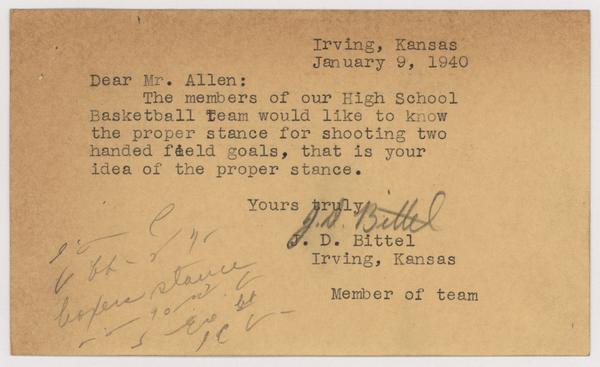 Irving, Kansas
January 9, 1940
Dear Mr. Allen:
The members of our High School
Basketball Team would like to know
the proper stance for shooting two
handed field goals, that is your
idea of the proper stance.
Yours truly,
J. D. Bittel
J. D. Bittel
Irving, Kansas
Member of team
boxers stance